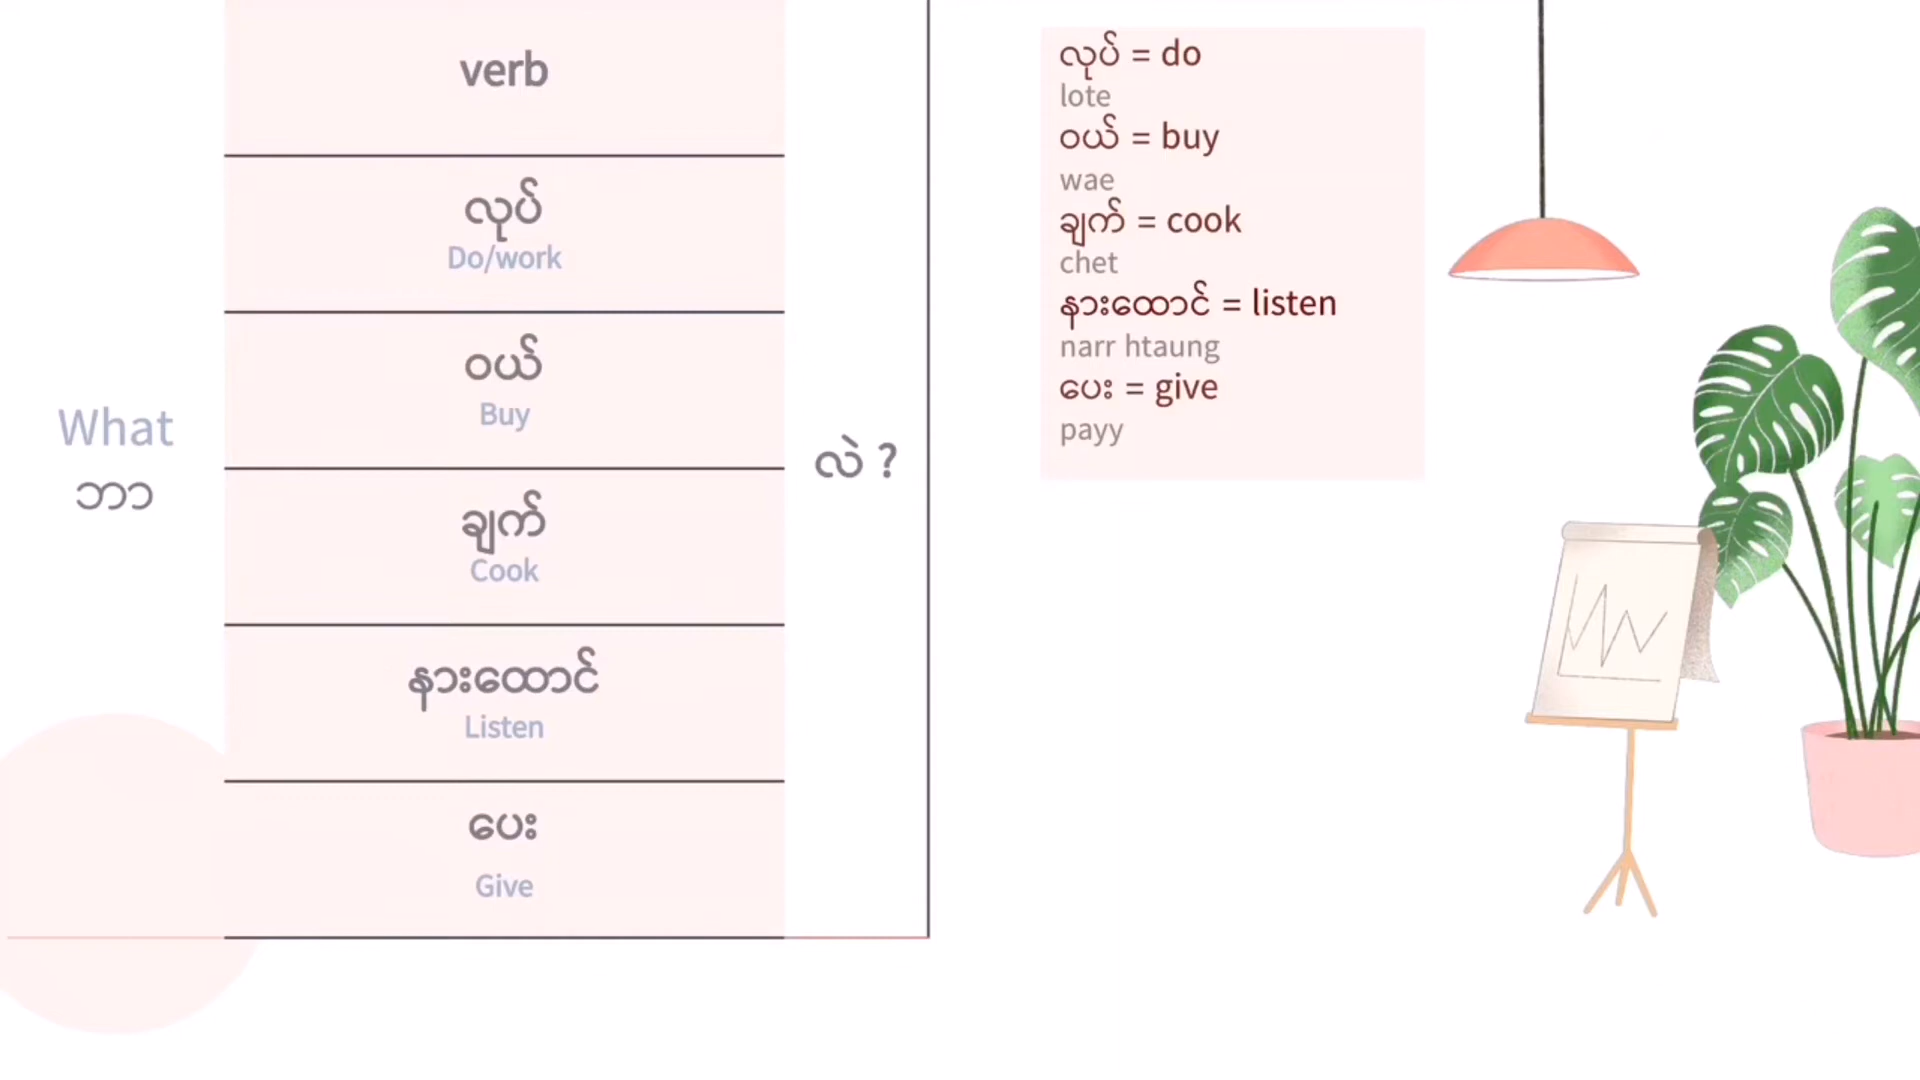 verb
လုပ်
Do/work
ဝယ်
Buy
What
ဘာ
ချက်
Cook
လဲ ?
နားထောင်
Listen
ပေး
Give
လုပ် = do
lote
ဝယ် = buy
wae
ချက် = cook
chet
နားထောင် = listen
narr htaung
ပေး = give
payy